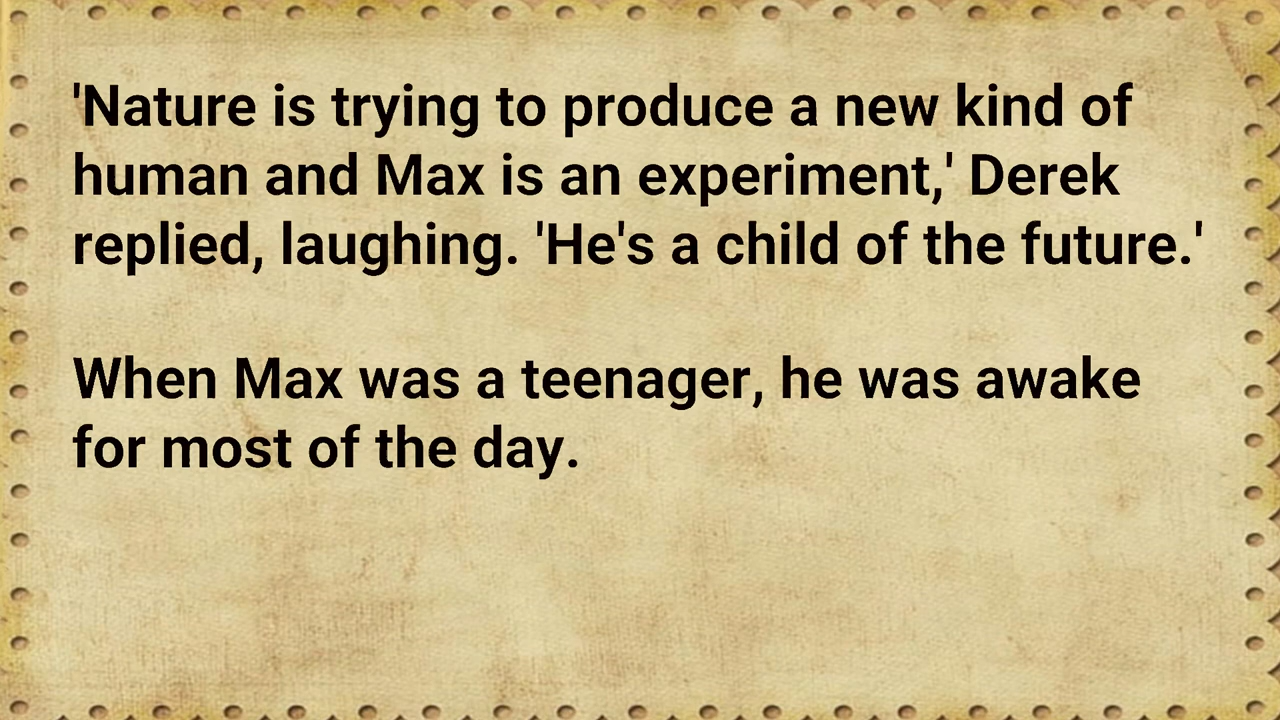 'Nature is trying to produce a new kind of
human and Max is an experiment,' Derek
replied, laughing. 'He's a child of the future.'
When Max was a teenager, he was awake
for most of the day.